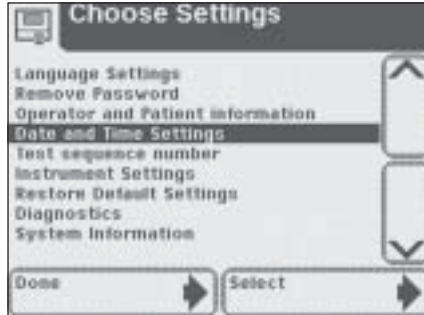 Choose Settings
Language Settings
Remove Password
Operator and Patient information
Date and Time Settings
Test sequence number
Instrument Settings
Restore Default Settings
Diagnostics
System Information
Done
Select